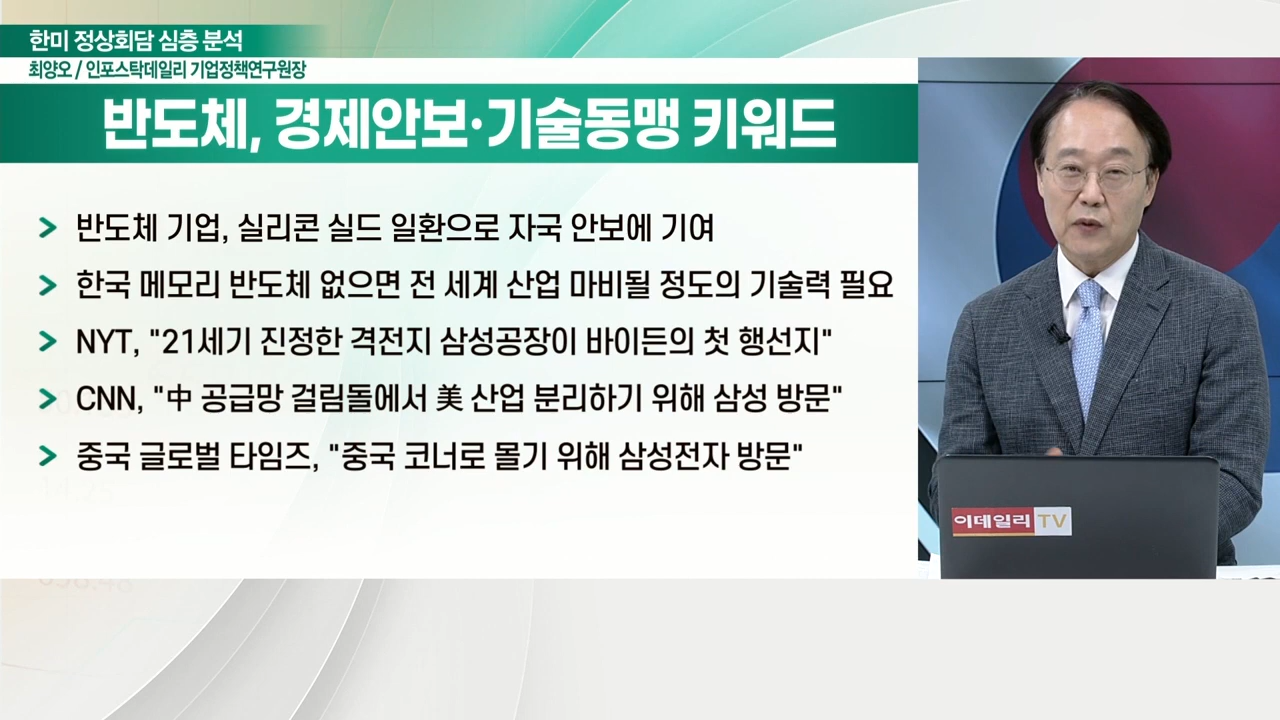 한미 정상회담 심층 분석
최양오 / 인포스탁데일리 기업정책연구원장
반도체, 경제안보·기술동맹 키워드
반도체 기업, 실리콘 실드 일환으로 자국 안보에 기여
한국 메모리 반도체 없으면 전 세계 산업 마비될 정도의 기술력 필요
NYT, "21세기 진정한 격전지 삼성공장이 바이든의 첫 행선지"
CNN, "中 공급망 걸림돌에서 美 산업 분리하기 위해 삼성 방문"
중국 글로벌 타임즈, "중국 코너로 몰기 위해 삼성전자 방문"
이데일리 TV